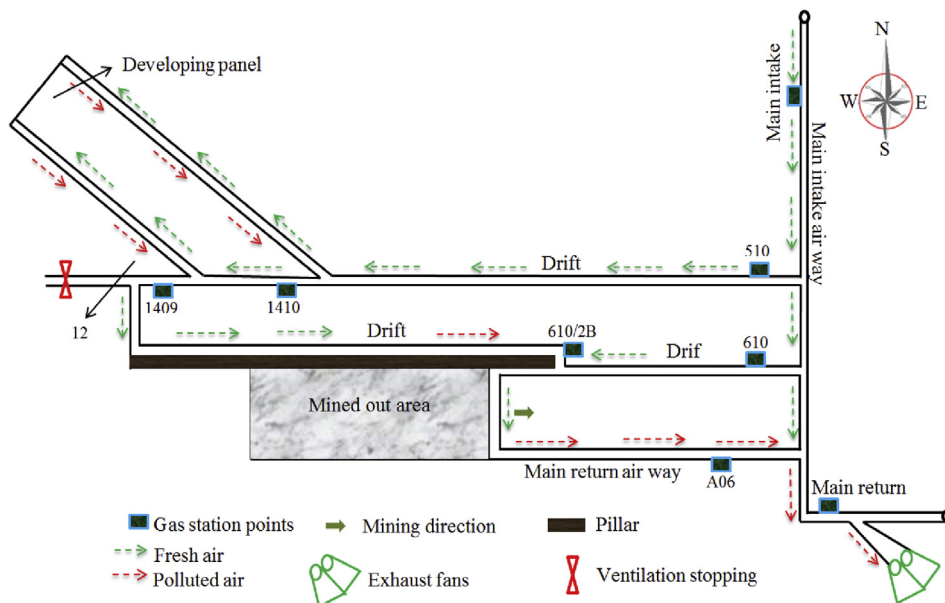 Developing panel
Main intake
Main intake air way
N
W
E
S
Drift
510
1409
1410
12
Drift
610/2B
Drif
610
Mined out area
Main return air way
A06
Main return
Gas station points
Mining direction
Pillar
Fresh air
Polluted air
Exhaust fans
Ventilation stopping